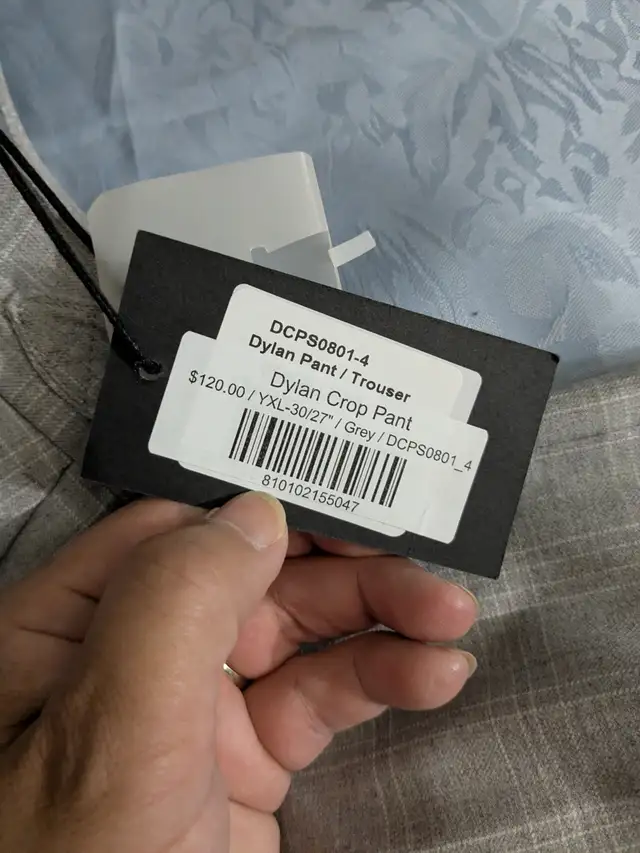 DCPS0801-4
Dylan Pant / Trouser
Dylan Crop Pant
$120.00 / YXL-30/27" / Grey / DCPS0801_4
810102155047